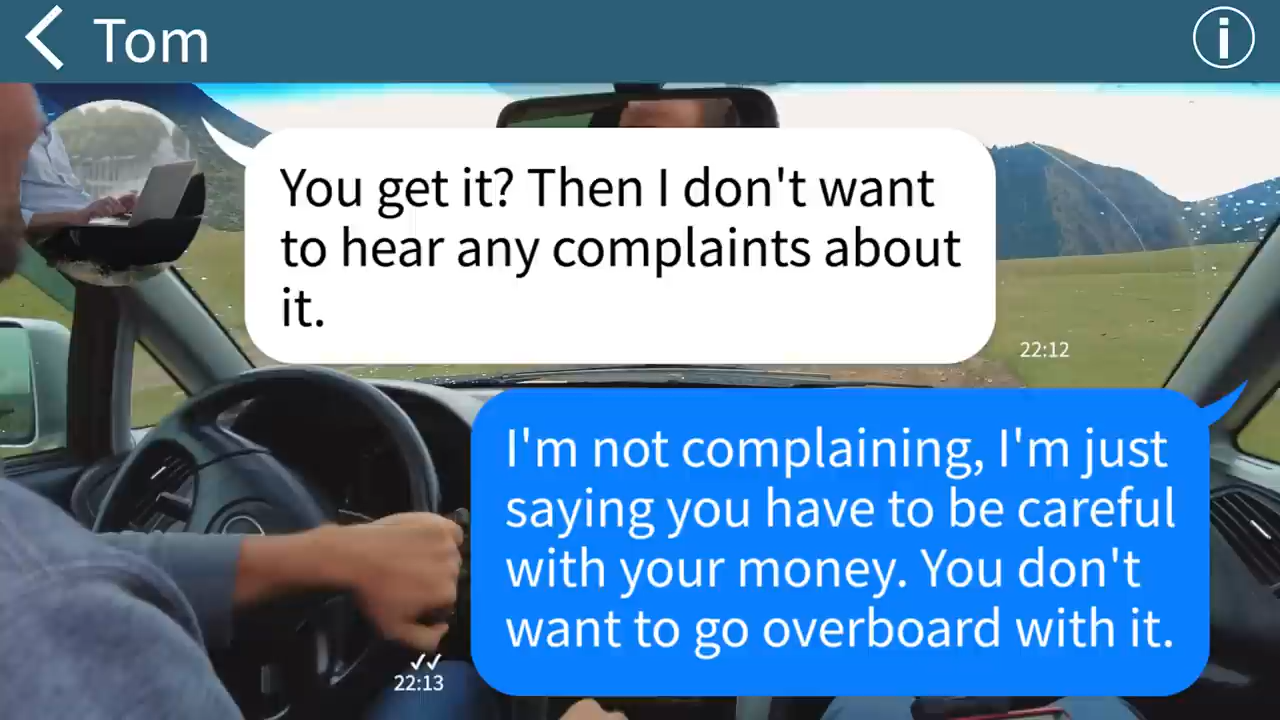 Tom
You get it? Then I don't want
to hear any complaints about
it.
22:12
I'm not complaining, I'm just
saying you have to be careful
with your money. You don't
want to go overboard with it.
22:13